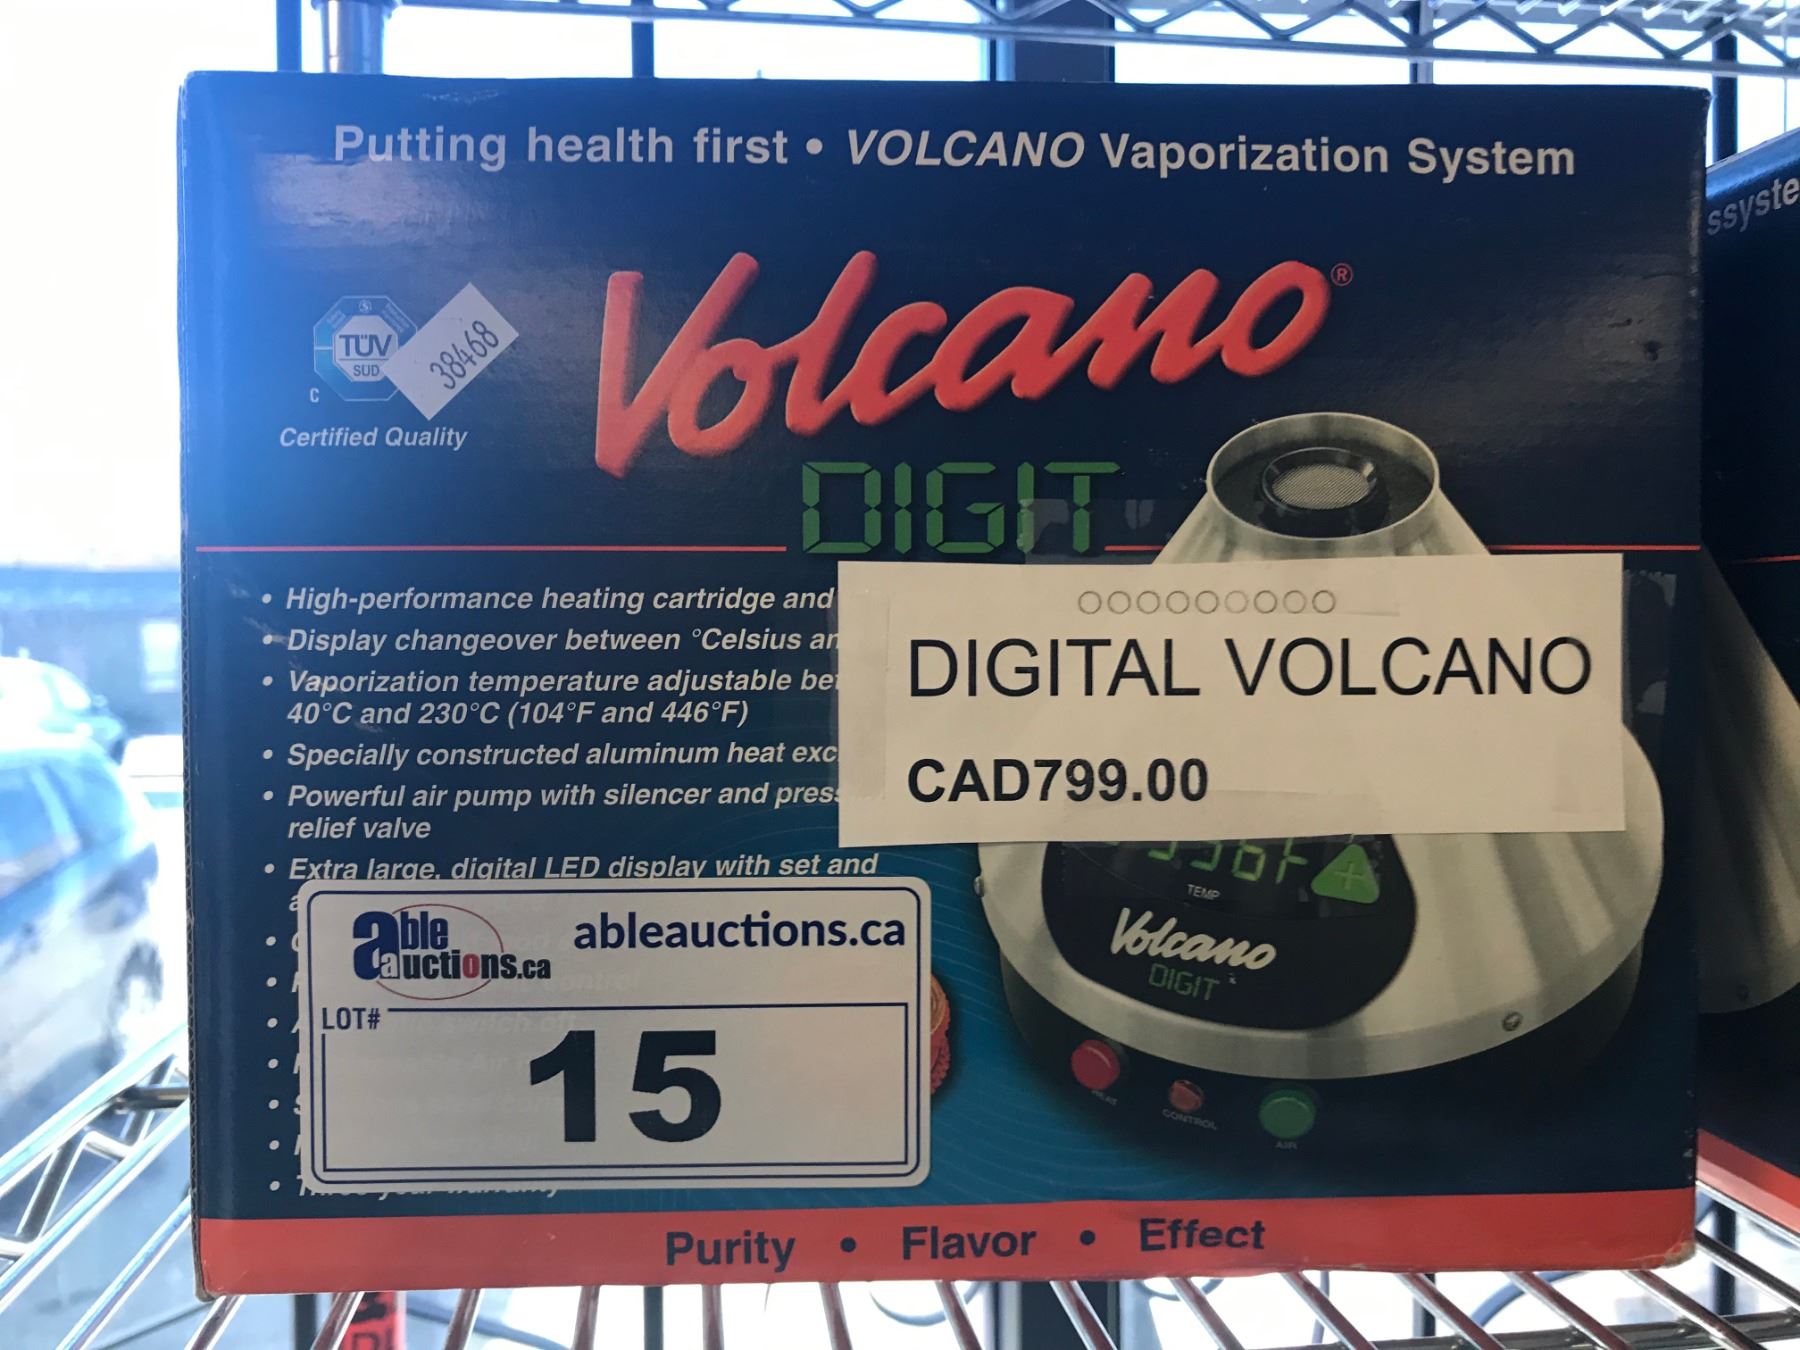 Putting health first • VOLCANO Vaporization System
ssyste
Volcano®
DIGIT
TÜV
SÜD
C
38468
Certified Quality
• High-performance heating cartridge and
• Display changeover between °Celsius an
• Vaporization temperature adjustable be
40°C and 230°C (104°F and 446°F)
• Specially constructed aluminum heat exc
• Powerful air pump with silencer and press
relief valve
• Extra large, digital LED display with set and
DIGITAL VOLCANO
CAD799.00
TEMP
Volcano
DIGIT
HEAT
CONTROL
AIR
able
auctions.ca
ableauctions.ca
LOT#
15
Purity • Flavor • Effect